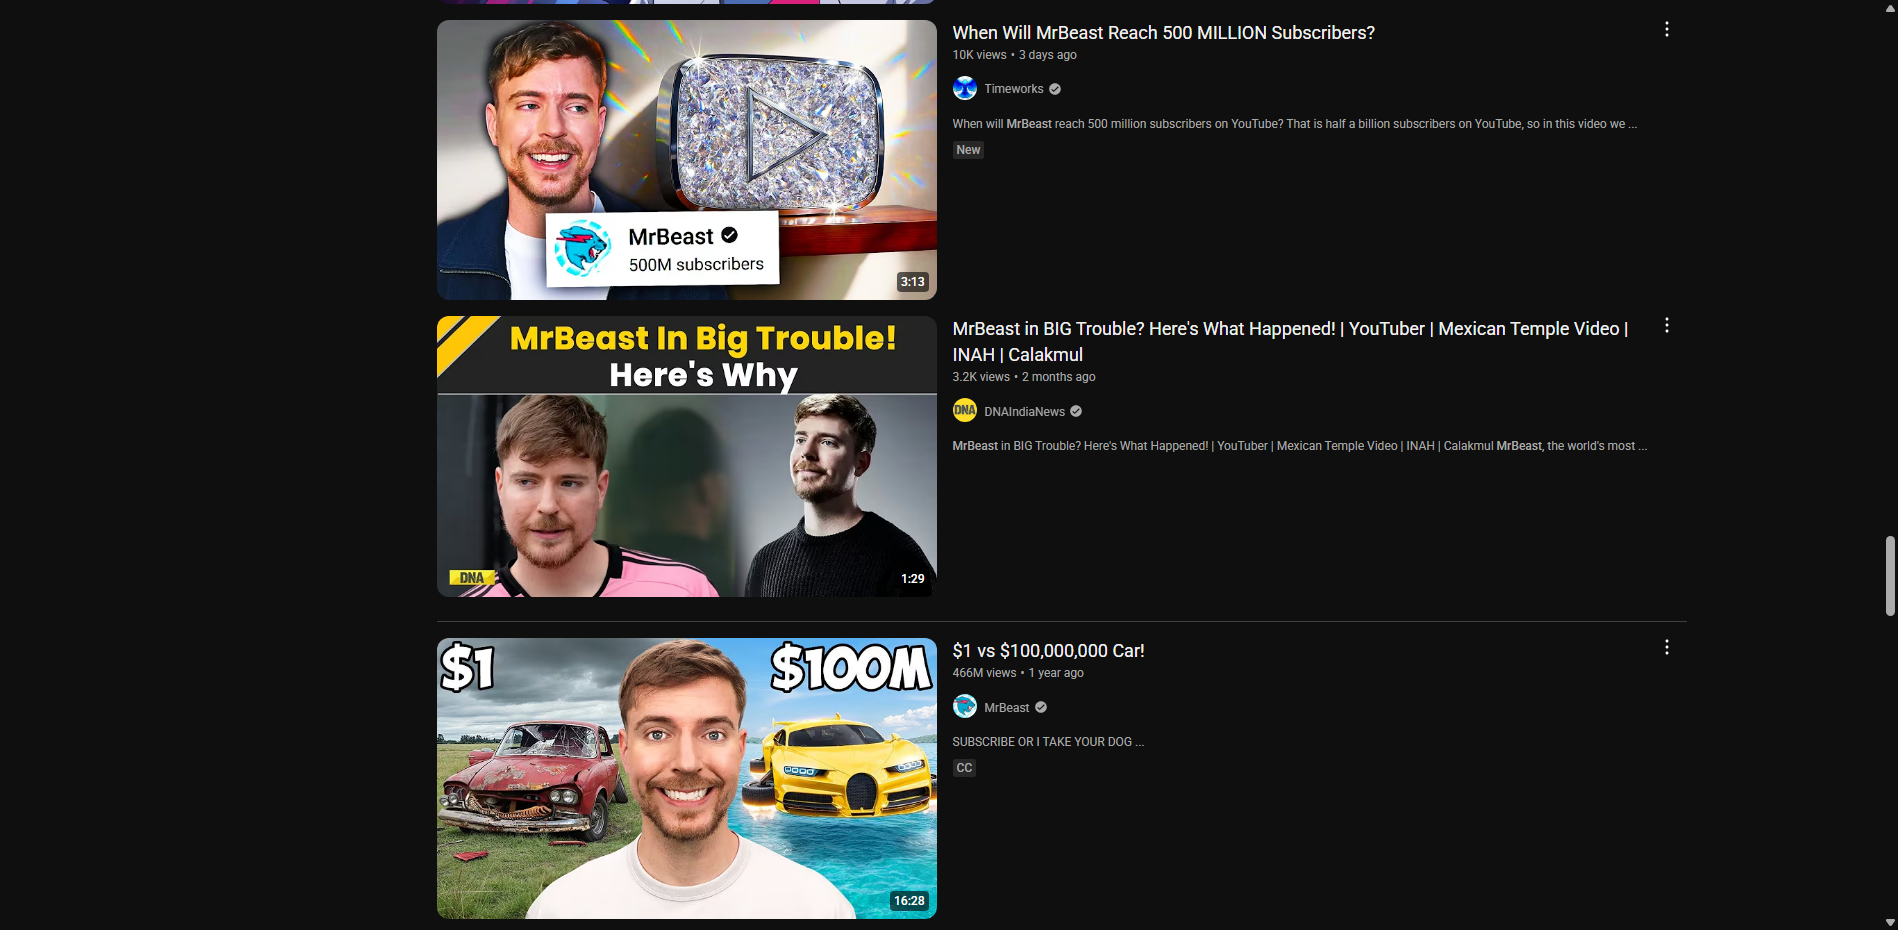 MrBeast
500M subscribers
3:13
When Will MrBeast Reach 500 MILLION Subscribers?
10K views • 3 days ago
Timeworks
When will MrBeast reach 500 million subscribers on YouTube? That is half a billion subscribers on YouTube, so in this video we ...
New
MrBeast In Big Trouble!
Here's Why
DNA
1:29
MrBeast in BIG Trouble? Here's What Happened! | YouTuber | Mexican Temple Video |
INAH | Calakmul
3.2K views • 2 months ago
DNA
DNAIndiaNews
MrBeast in BIG Trouble? Here's What Happened! | YouTuber | Mexican Temple Video | INAH | Calakmul MrBeast, the world's most ...
$1
$100M
16:28
$1 vs $100,000,000 Car!
466M views • 1 year ago
MrBeast
SUBSCRIBE OR I TAKE YOUR DOG ...
CC